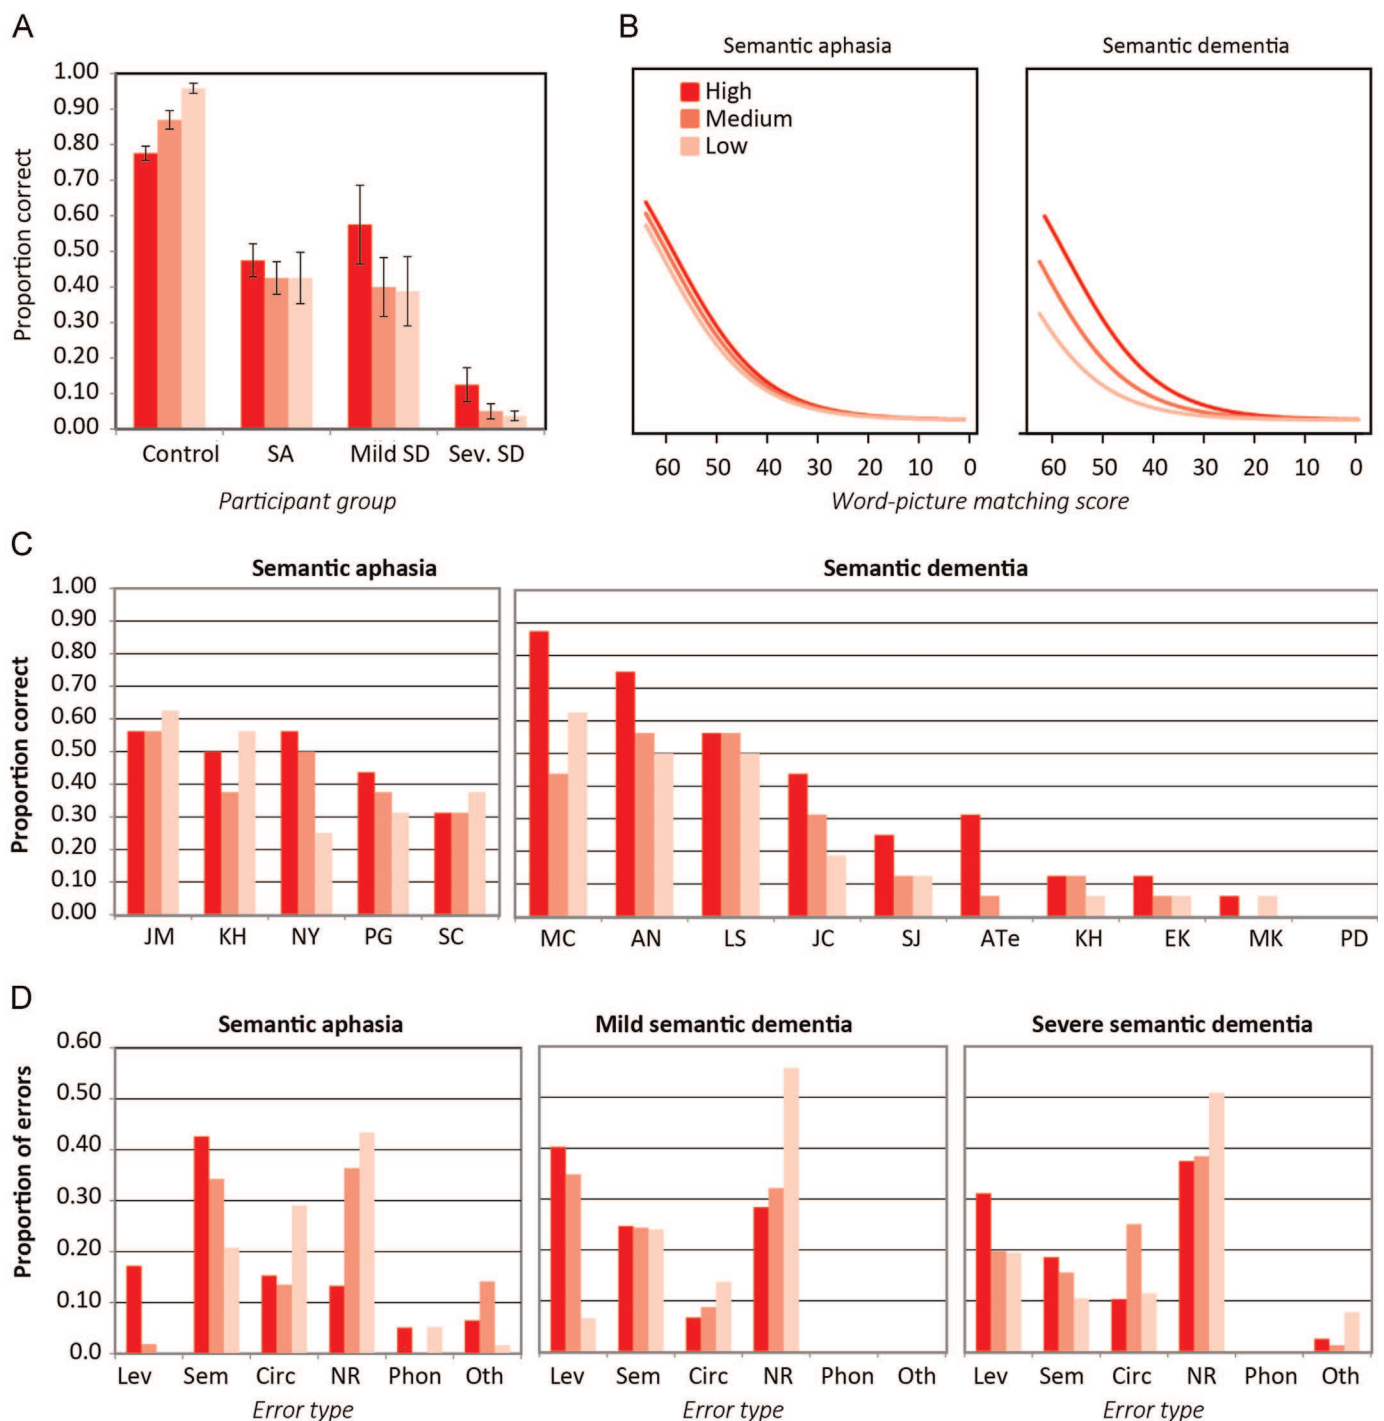 A
Proportion correct
1.00
0.90
0.80
0.70
0.60
0.50
0.40
0.30
0.20
0.10
0.00
Control SA Mild SD Sev. SD
Participant group
B
Semantic aphasia Semantic dementia
High
Medium
Low
60 50 40 30 20 10 0 60 50 40 30 20 10 0
Word-picture matching score
C
Semantic aphasia Semantic dementia
Proportion correct
1.00
0.90
0.80
0.70
0.60
0.50
0.40
0.30
0.20
0.10
0.00
JM KH NY PG SC MC AN LS JC SJ ATe KH EK MK PD
D
Semantic aphasia Mild semantic dementia Severe semantic dementia
Proportion of errors
0.60
0.50
0.40
0.30
0.20
0.10
0.0
Lev Sem Circ NR Phon Oth Lev Sem Circ NR Phon Oth Lev Sem Circ NR Phon Oth
Error type Error type Error type